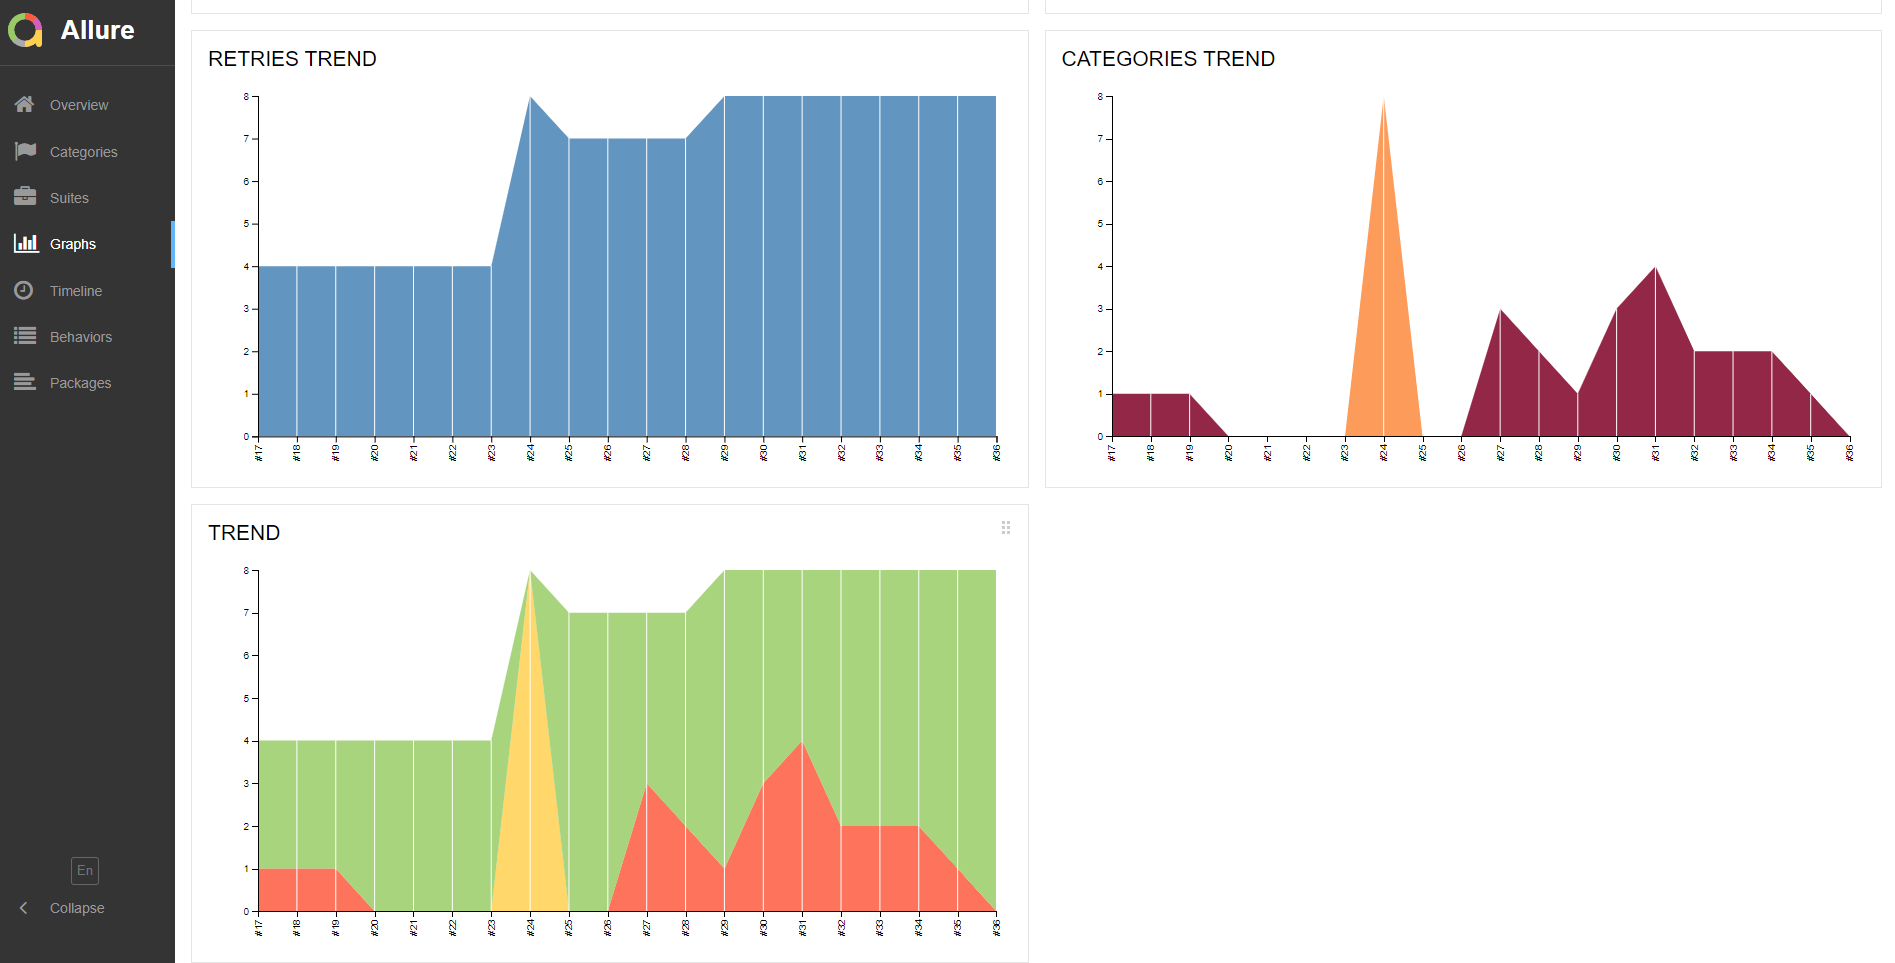 Allure
Overview
Categories
Suites
Graphs
Timeline
Behaviors
Packages
En
Collapse
RETRIES TREND
8
7
6
5
4
3
2
1
0
#17 #18 #19 #20 #21 #22 #23 #24 #25 #26 #27 #28 #29 #30 #31 #32 #33 #34 #35 #36
CATEGORIES TREND
8
7
6
5
4
3
2
1
0
#17 #18 #19 #20 #21 #22 #23 #24 #25 #26 #27 #28 #29 #30 #31 #32 #33 #34 #35 #36
TREND
8
7
6
5
4
3
2
1
0
#17 #18 #19 #20 #21 #22 #23 #24 #25 #26 #27 #28 #29 #30 #31 #32 #33 #34 #35 #36